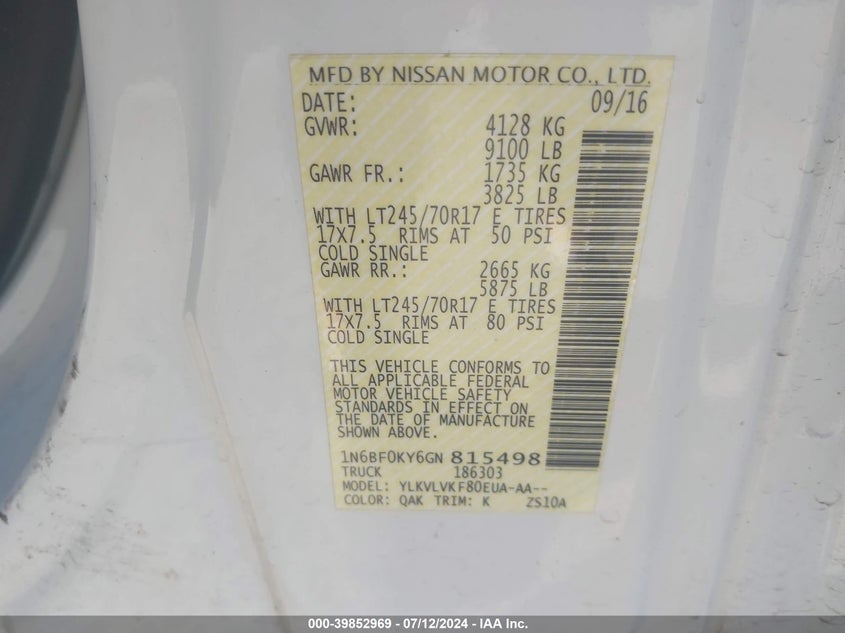 MFD BY NISSAN MOTOR CO., LTD.
DATE: 09/16
GVWR: 4128 KG
9100 LB
GAWR FR.: 1735 KG
3825 LB
WITH LT245/70R17 E TIRES
17X7.5 RIMS AT 50 PSI
COLD SINGLE
GAWR RR.: 2665 KG
5875 LB
WITH LT245/70R17 E TIRES
17X7.5 RIMS AT 80 PSI
COLD SINGLE
THIS VEHICLE CONFORMS TO
ALL APPLICABLE FEDERAL
MOTOR VEHICLE SAFETY
STANDARDS IN EFFECT ON
THE DATE OF MANUFACTURE
SHOWN ABOVE.
1N6BF0KY6GN 815498
TRUCK 186303
MODEL: YLKVLVKF80EUA-AA--
COLOR: QAK TRIM: K ZS10A
000-39852969 - 07/12/2024 - IAA Inc.